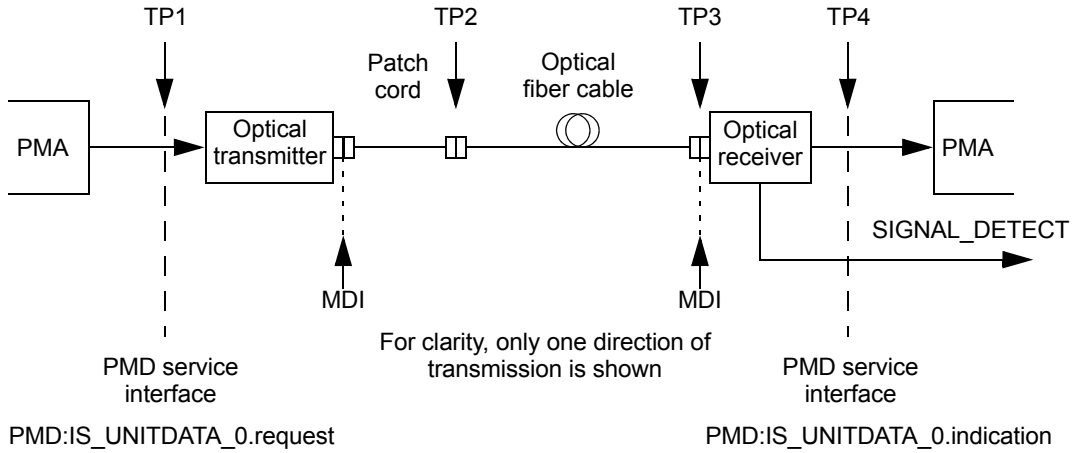 TP1 TP2 TP3 TP4
Patch
cord
Optical
fiber cable
PMA
Optical
transmitter
Optical
receiver
PMA
SIGNAL_DETECT
MDI
MDI
For clarity, only one direction of
transmission is shown
PMD service
interface
PMD service
interface
PMD:IS_UNITDATA_0.request
PMD:IS_UNITDATA_0.indication